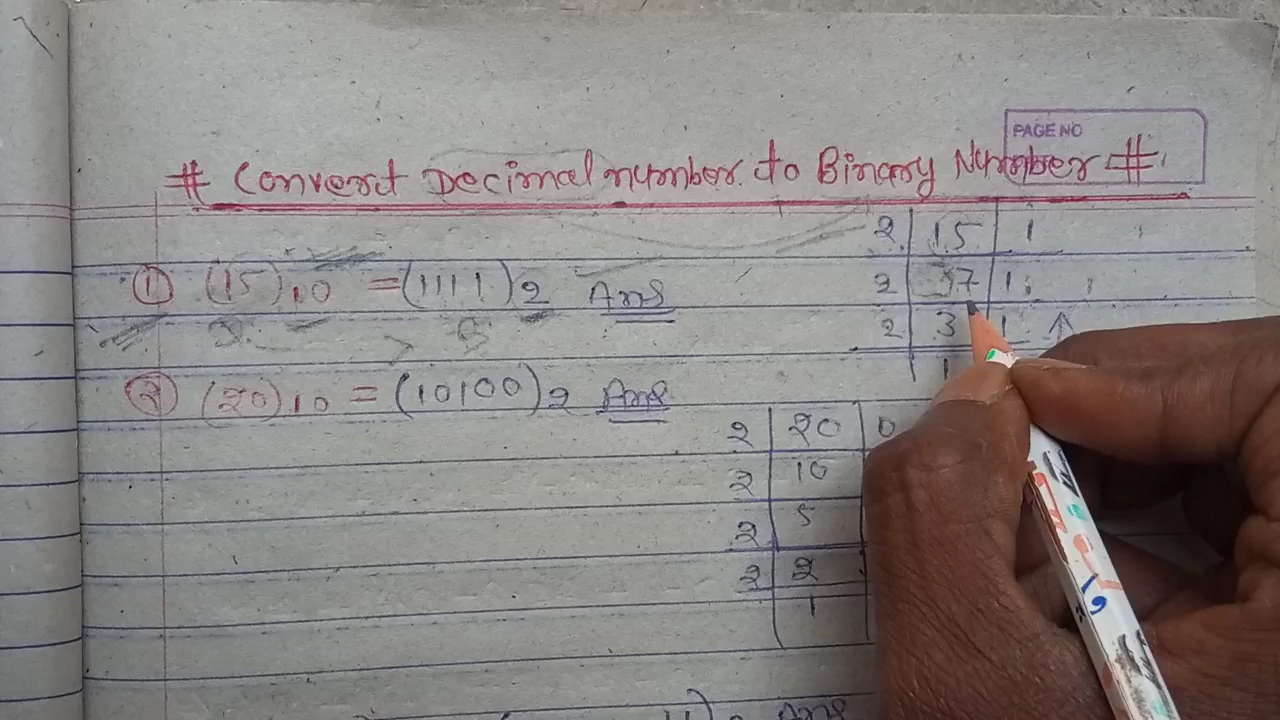 PAGE NO
# Convert Decimal number to Binary Number #
2 15 1
① (15)10 = (1111)2 Ans
2 7 1
2 3 1 ↑
1
② (20)10 = (10100)2 Ans
2 20 0
2 10
2 5
2 2
1
Ans